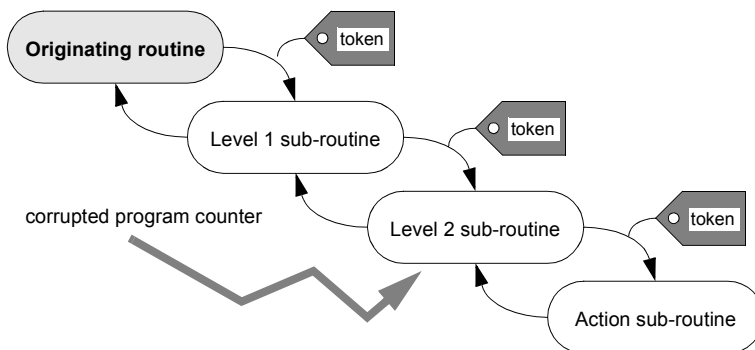 Originating routine
token
Level 1 sub-routine
token
corrupted program counter
Level 2 sub-routine
token
Action sub-routine